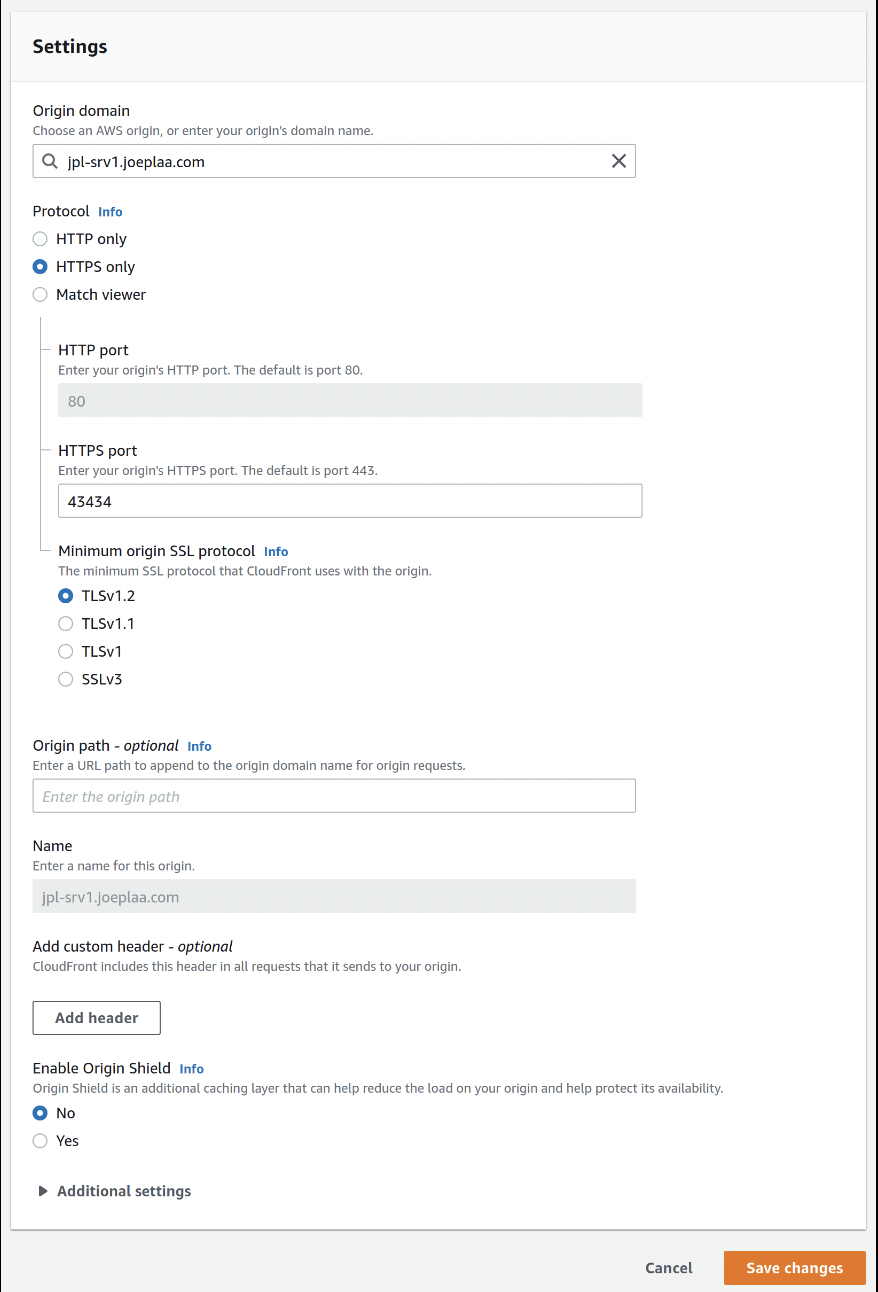 Settings
Origin domain
Choose an AWS origin, or enter your origin's domain name.
jpl-srv1.joeplaa.com
Protocol Info
HTTP only
HTTPS only
Match viewer
HTTP port
Enter your origin's HTTP port. The default is port 80.
80
HTTPS port
Enter your origin's HTTPS port. The default is port 443.
43434
Minimum origin SSL protocol Info
The minimum SSL protocol that CloudFront uses with the origin.
TLSv1.2
TLSv1.1
TLSv1
SSLv3
Origin path - optional Info
Enter a URL path to append to the origin domain name for origin requests.
Enter the origin path
Name
Enter a name for this origin.
jpl-srv1.joeplaa.com
Add custom header - optional
CloudFront includes this header in all requests that it sends to your origin.
Add header
Enable Origin Shield Info
Origin Shield is an additional caching layer that can help reduce the load on your origin and help protect its availability.
No
Yes
Additional settings
Cancel Save changes